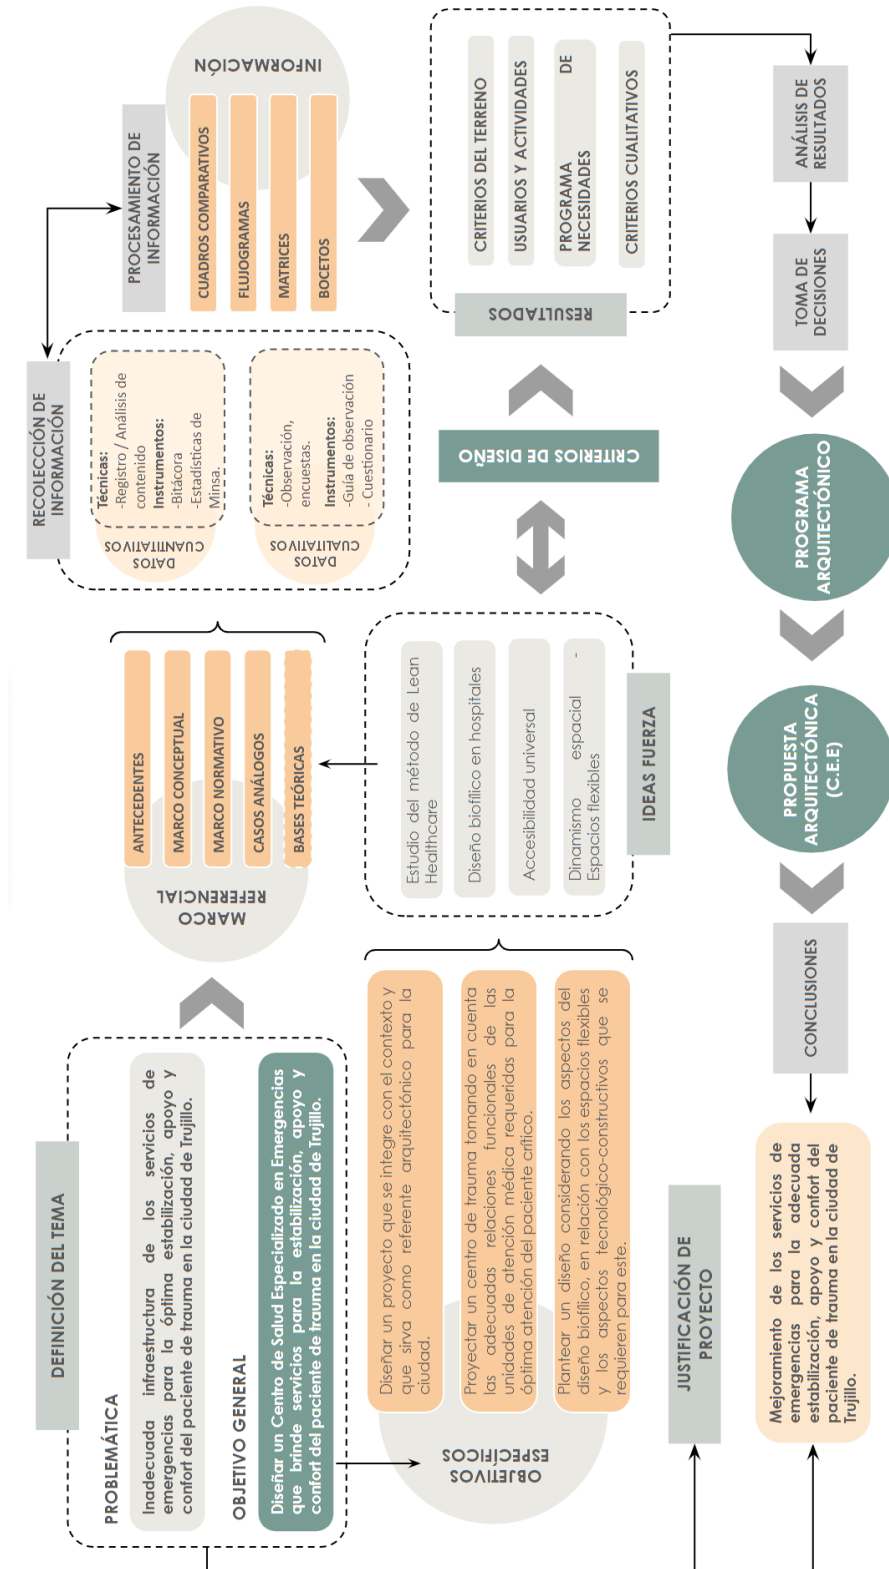 DEFINICIÓN DEL TEMA
PROBLEMÁTICA
Inadecuada infraestructura de los servicios de
emergencias para la óptima estabilización, apoyo y
confort del paciente de trauma en la ciudad de Trujillo.
OBJETIVO GENERAL
Diseñar un Centro de Salud Especializado en Emergencias
que brinde servicios para la estabilización, apoyo y
confort del paciente de trauma en la ciudad de Trujillo.
OBJETIVOS
ESPECÍFICOS
Diseñar un proyecto que se integre con el contexto y
que sirva como referente arquitectónico para la
ciudad.
Proyectar un centro de trauma tomando en cuenta
las adecuadas relaciones funcionales de las
unidades de atención médica requeridas para la
óptima atención del paciente crítico.
Plantear un diseño considerando los aspectos del
diseño biofílico, en relación con los espacios flexibles
y los aspectos tecnológico-constructivos que se
requieren para este.
MARCO
REFERENCIAL
ANTECEDENTES
MARCO CONCEPTUAL
MARCO NORMATIVO
CASOS ANÁLOGOS
BASES TEÓRICAS
Estudio del método de Lean
Healthcare
Diseño biofílico en hospitales
Accesibilidad universal
Dinamismo espacial -
Espacios flexibles
IDEAS FUERZA
RECOLECCIÓN DE
INFORMACIÓN
DATOS
CUANTITATIVOS
Técnicas:
-Registro / Análisis de
contenido
Instrumentos:
-Bitácora
-Estadísticas de
Minsa.
DATOS
CUALITATIVOS
Técnicas:
-Observación,
encuestas.
Instrumentos:
-Guía de observación
- Cuestionario
PROCESAMIENTO DE
INFORMACIÓN
CUADROS COMPARATIVOS
FLUJOGRAMAS
MATRICES
BOCETOS
INFORMACIÓN
CRITERIOS DE DISEÑO
RESULTADOS
CRITERIOS DEL TERRENO
USUARIOS Y ACTIVIDADES
PROGRAMA DE
NECESIDADES
CRITERIOS CUALITATIVOS
ANÁLISIS DE
RESULTADOS
TOMA DE
DECISIONES
PROGRAMA
ARQUITECTÓNICO
PROPUESTA
ARQUITECTÓNICA
(C.E.E)
CONCLUSIONES
JUSTIFICACIÓN DE
PROYECTO
Mejoramiento de los servicios de
emergencias para la adecuada
estabilización, apoyo y confort del
paciente de trauma en la ciudad de
Trujillo.